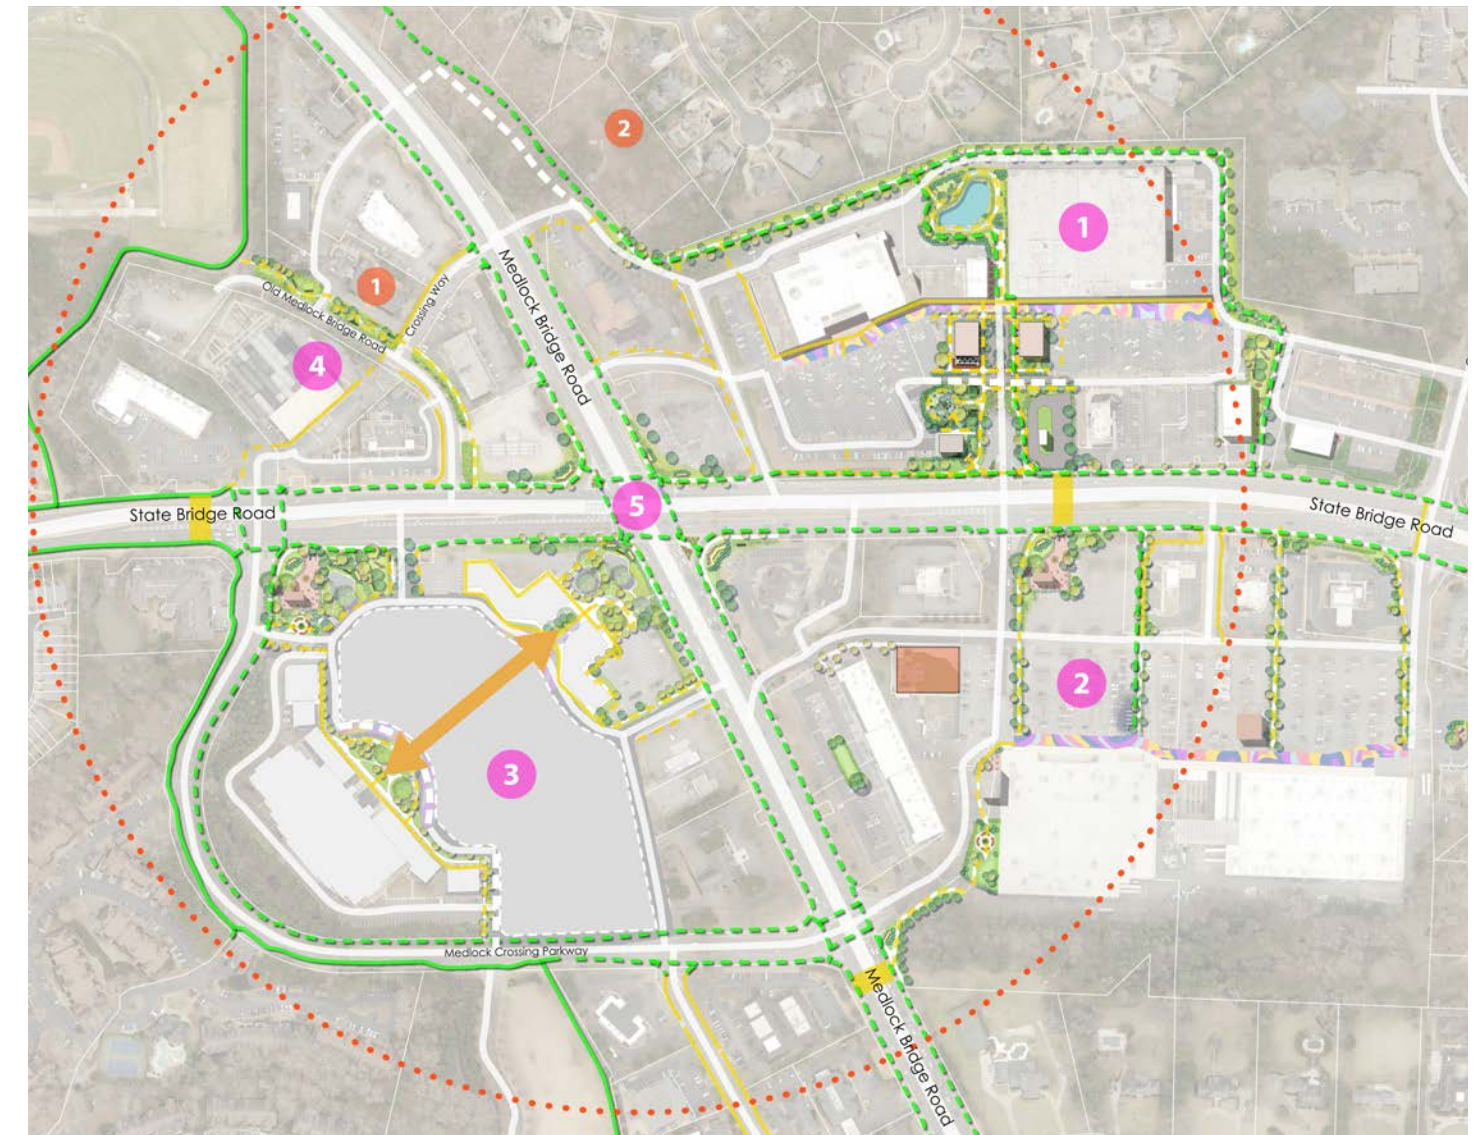 2
1
Medlock Bridge Road
1
Old Medlock Bridge Road
Crossing Way
4
5
State Bridge Road
State Bridge Road
2
3
Medlock Crossing Parkway
Medlock Bridge Road